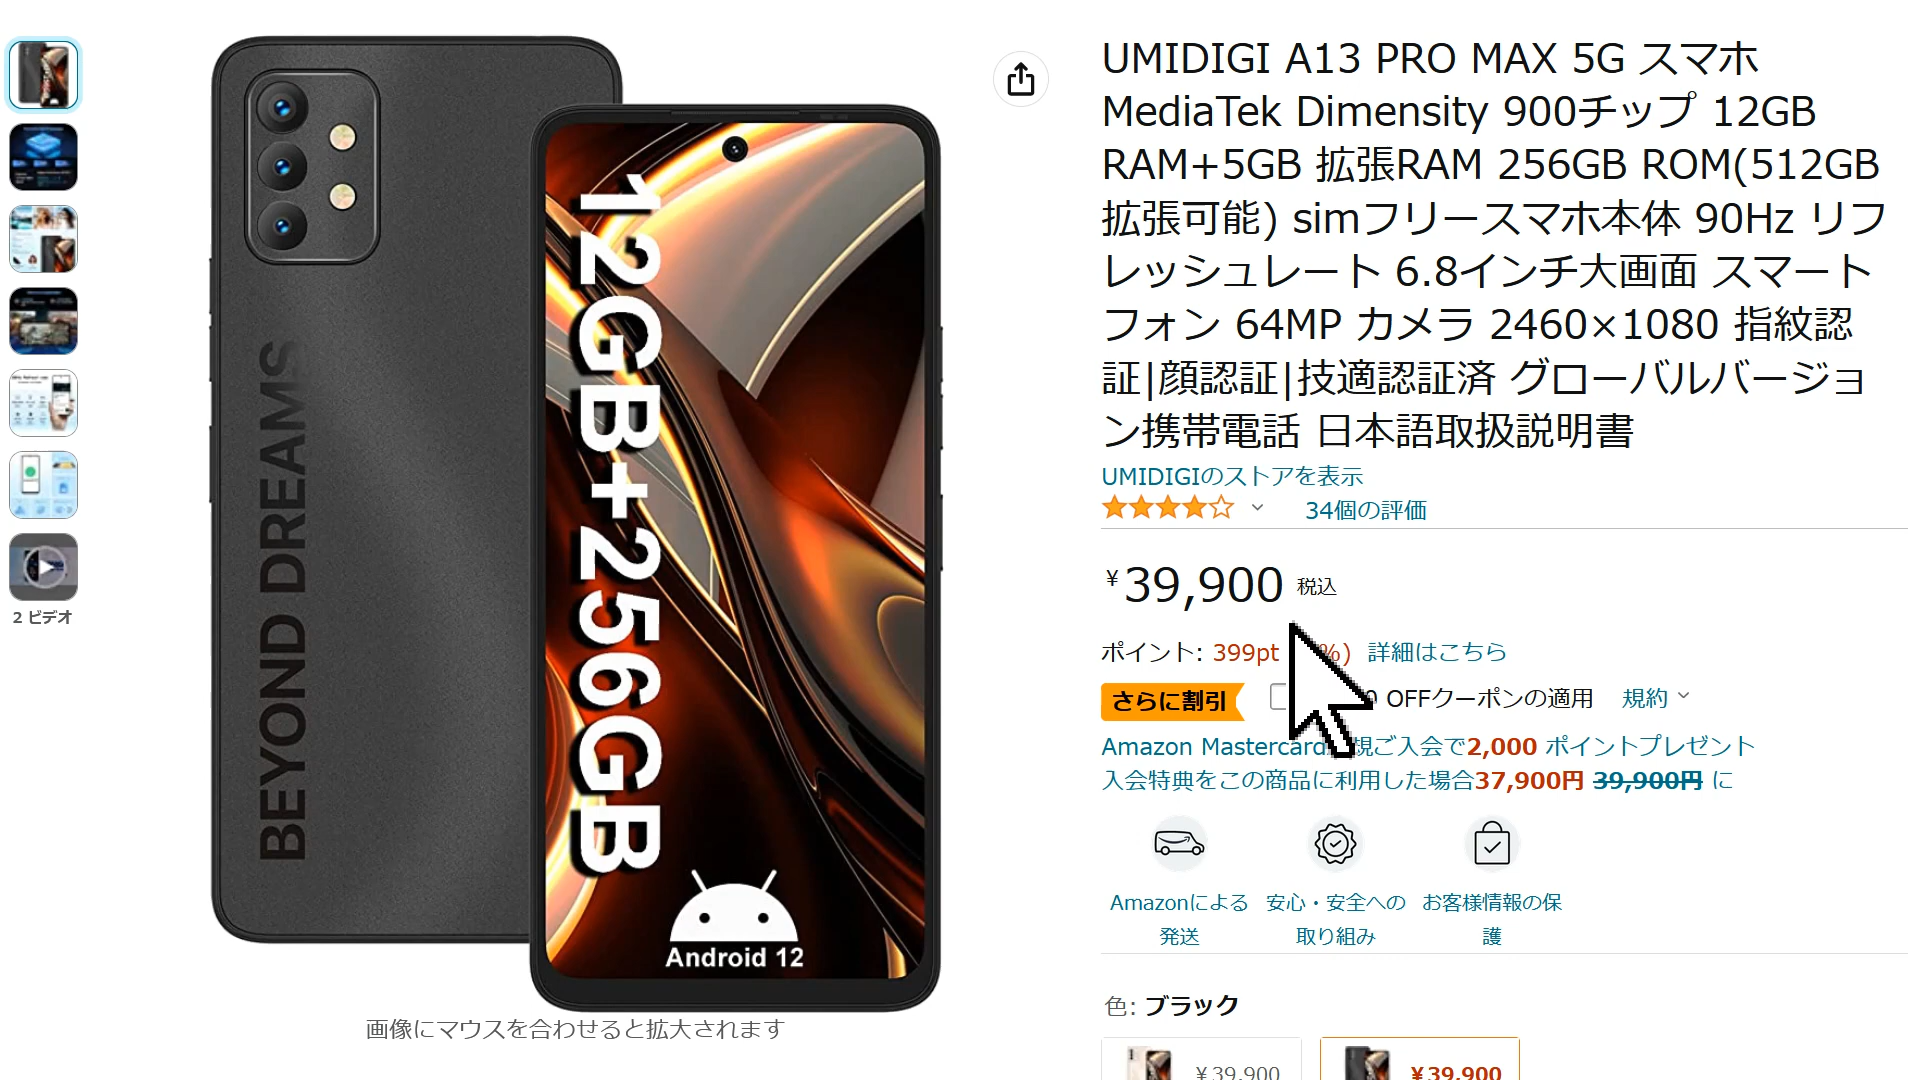 UMIDIGI A13 PRO MAX 5G スマホ
MediaTek Dimensity 900チップ 12GB
RAM+5GB 拡張RAM 256GB ROM(512GB
拡張可能) simフリースマホ本体 90Hz リフ
レッシュレート 6.8インチ大画面 スマート
フォン 64MP カメラ 2460×1080 指紋認
証|顔認証|技適認証済 グローバルバージョ
ン携帯電話 日本語取扱説明書
UMIDIGIのストアを表示
34個の評価
¥39,900 税込
ポイント: 399pt %) 詳細はこちら
さらに割引 OFFクーポンの適用 規約
Amazon Mastercard 規ご入会で2,000 ポイントプレゼント
入会特典をこの商品に利用した場合37,900円 39,900円 に
Amazonによる
発送
安心・安全への
取り組み
お客様情報の保
護
色: ブラック
¥39,900
¥39,900
BEYOND DREAMS
12GB+256GB
Android 12
画像にマウスを合わせると拡大されます
2 ビデオ